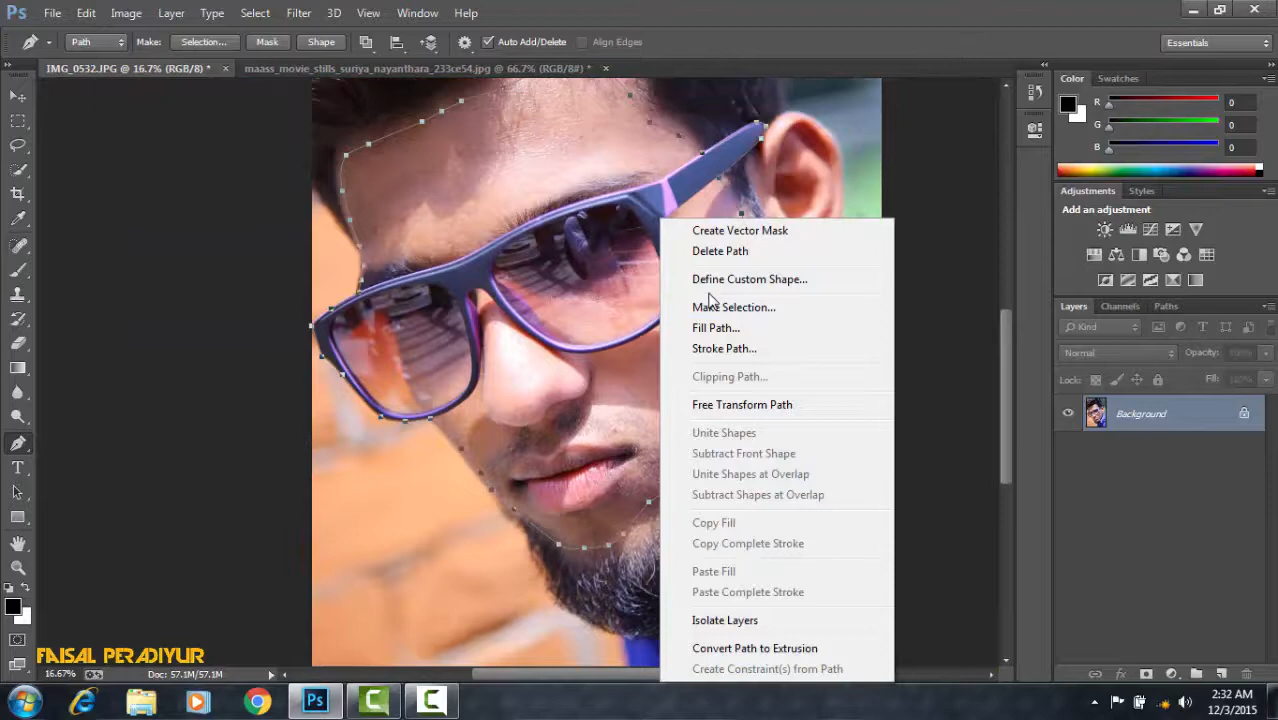 Ps File Edit Image Layer Type Select Filter 3D View Window Help
Path Make: Selection... Mask Shape Auto Add/Delete Align Edges Essentials
IMG_0532.JPG @ 16.7% (RGB/8) * × maass_movie_stills_suriya_nayanthara_233ce54.jpg @ 66.7% (RGB/8#) * ×
Color Swatches
R 0
G 0
B 0
Adjustments Styles
Add an adjustment
Layers Channels Paths
Kind
Normal Opacity:
Lock: Fill:
Background
Create Vector Mask
Delete Path
Define Custom Shape...
Make Selection...
Fill Path...
Stroke Path...
Clipping Path...
Free Transform Path
Unite Shapes
Subtract Front Shape
Unite Shapes at Overlap
Subtract Shapes at Overlap
Copy Fill
Copy Complete Stroke
Paste Fill
Paste Complete Stroke
Isolate Layers
Convert Path to Extrusion
Create Constraint(s) from Path
FAISAL PERADIYUR
16.67% Doc: 57.1M/57.1M
Ps
2:32 AM
12/3/2015